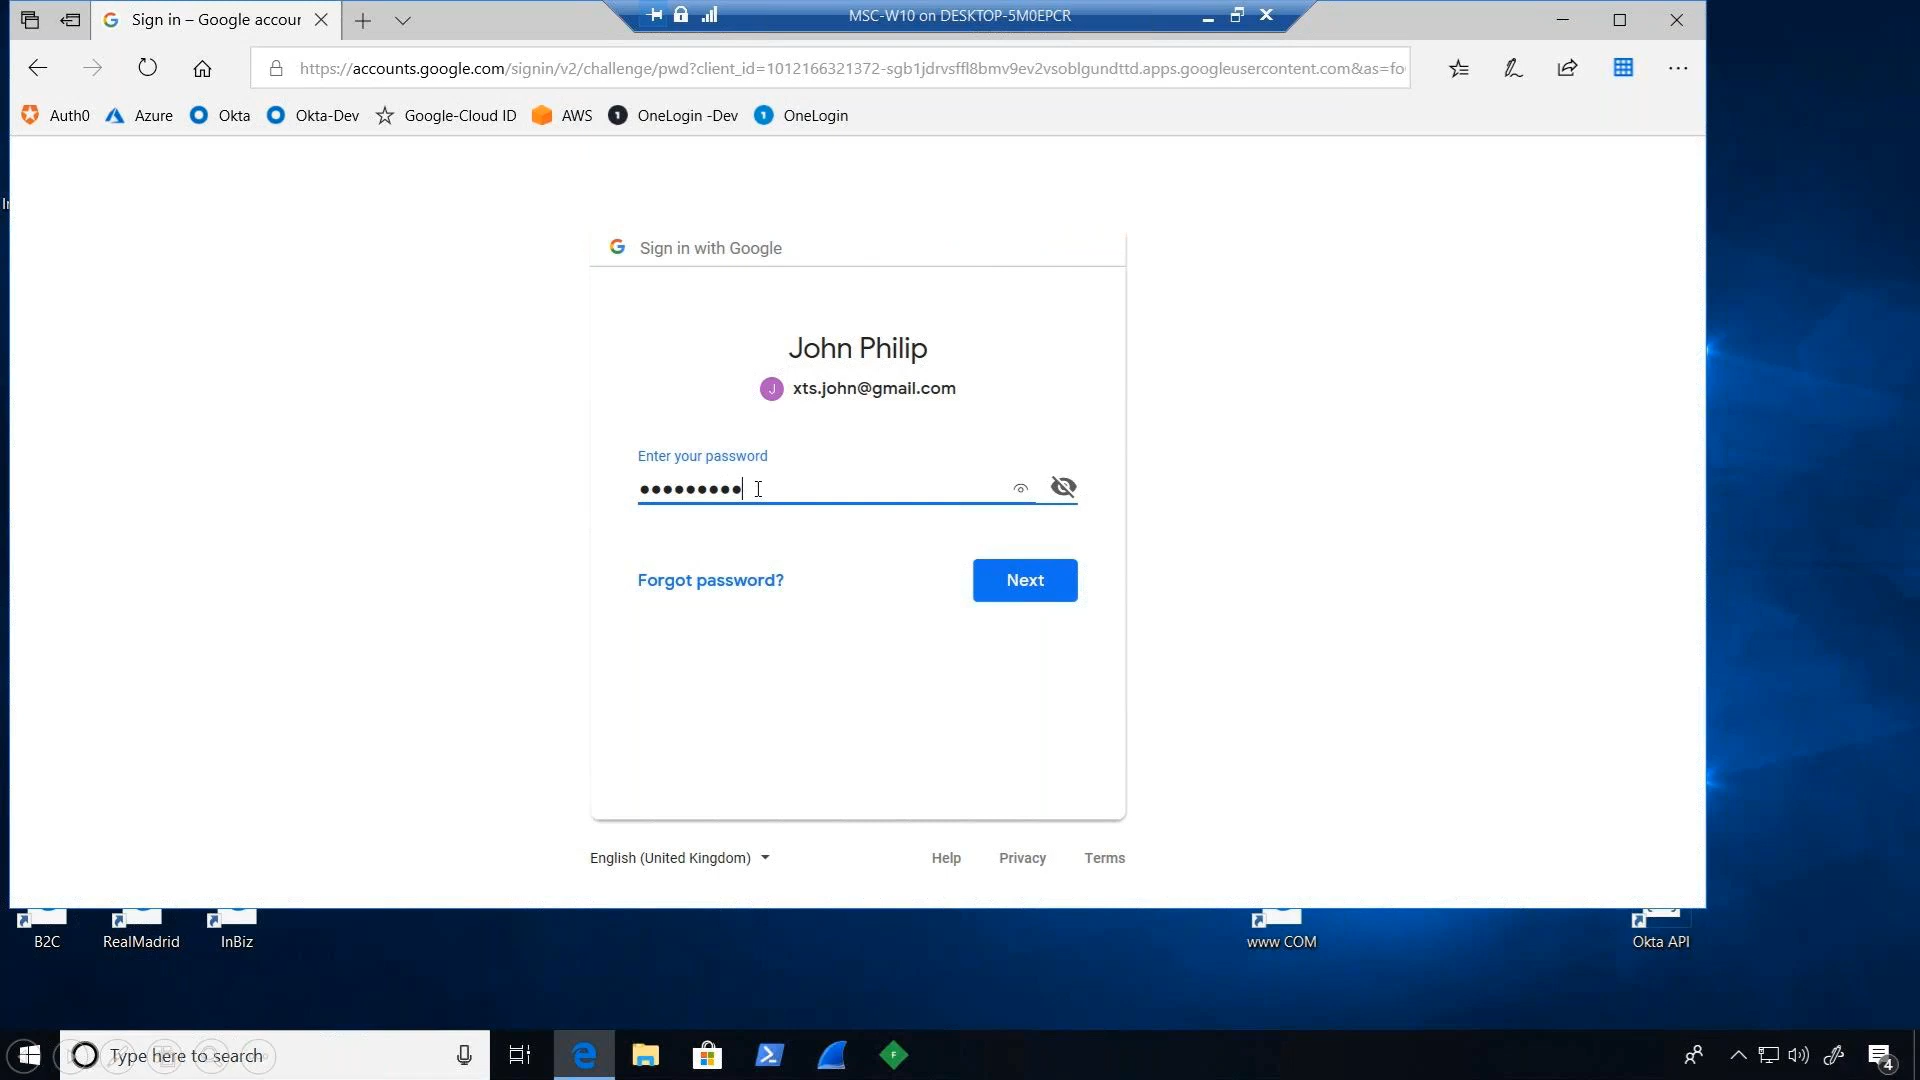 Sign in – Google accour
MSC-W10 on DESKTOP-5M0EPCR
https://accounts.google.com/signin/v2/challenge/pwd?client_id=1012166321372-sgb1jdrvsffl8bmv9ev2vsoblgundttd.apps.googleusercontent.com&as=fo
Auth0 Azure Okta Okta-Dev Google-Cloud ID AWS OneLogin -Dev OneLogin
Sign in with Google
John Philip
J xts.john@gmail.com
Enter your password
Forgot password? Next
English (United Kingdom) Help Privacy Terms
B2C RealMadrid InBiz www COM Okta API
Type here to search
4